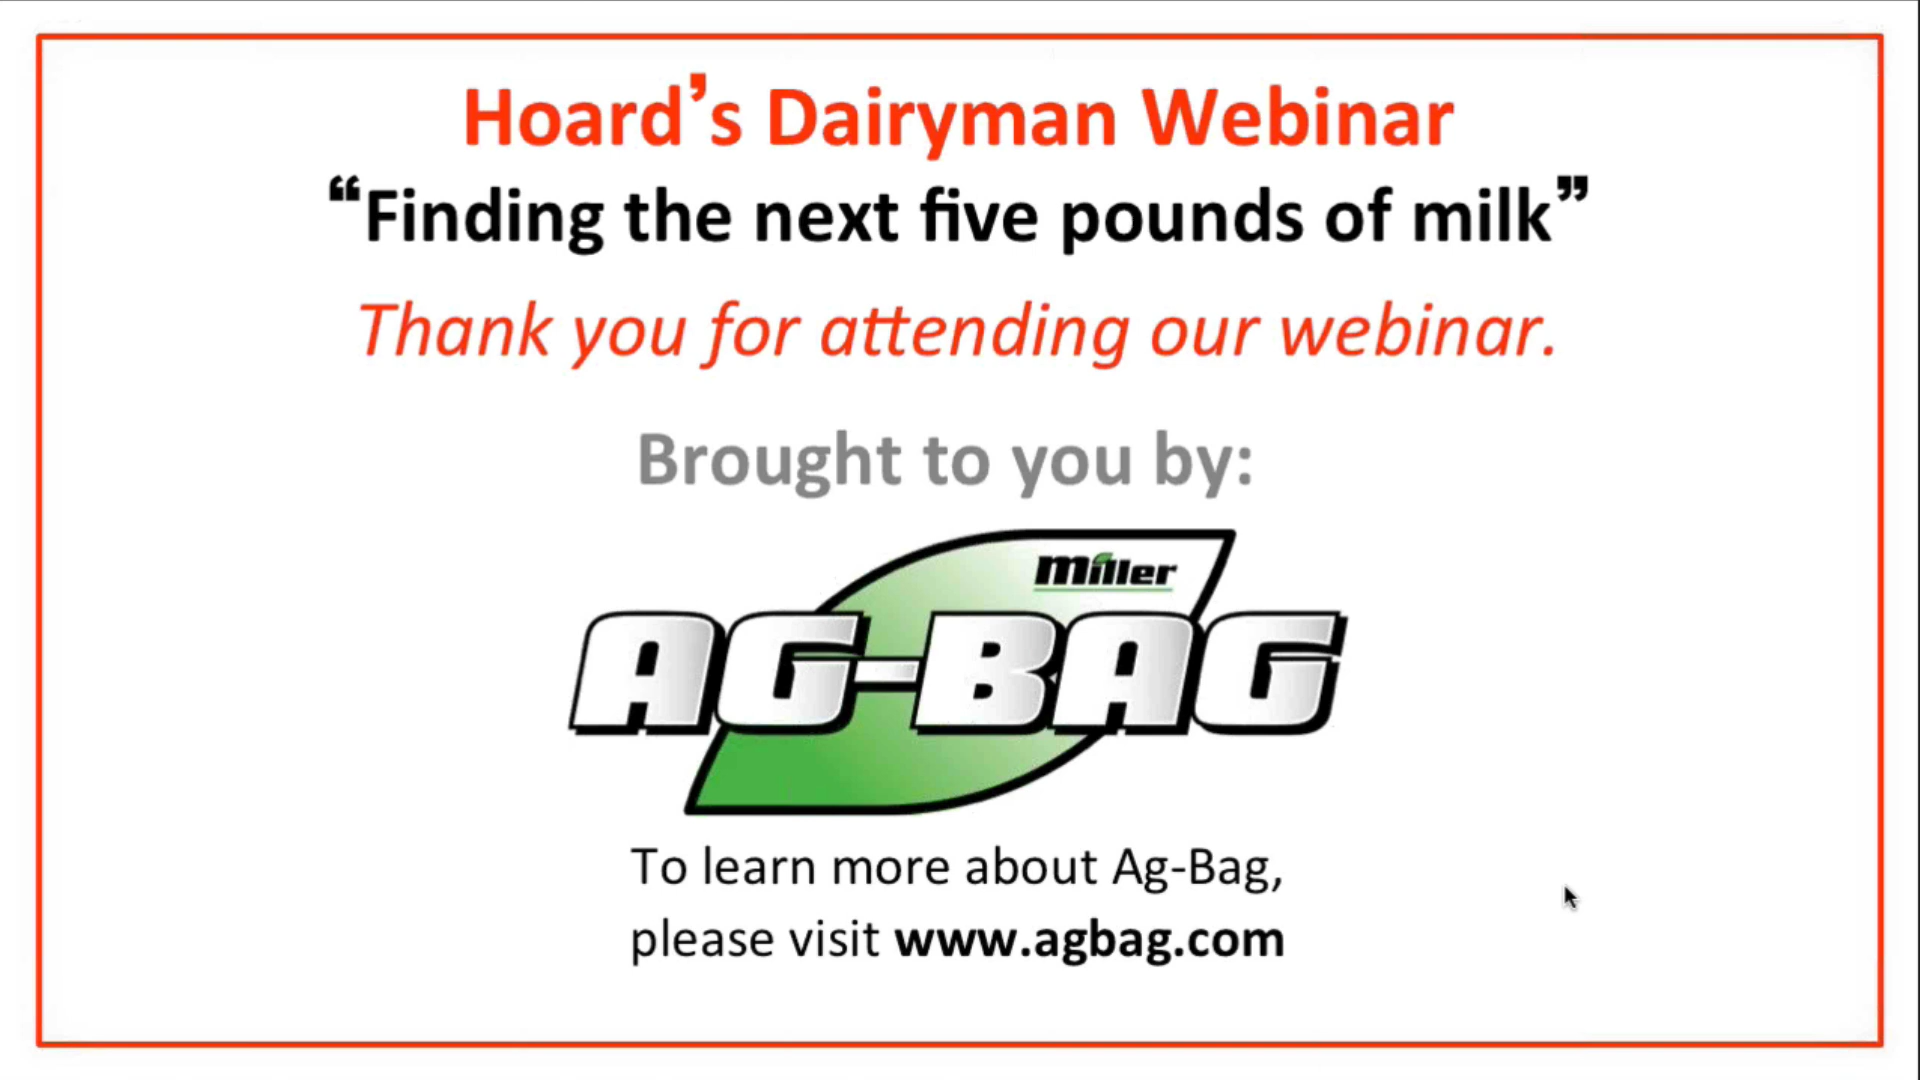 Hoard’s Dairyman Webinar
“Finding the next five pounds of milk”
Thank you for attending our webinar.
Brought to you by:
Miller
AG-BAG
To learn more about Ag-Bag,
please visit www.agbag.com